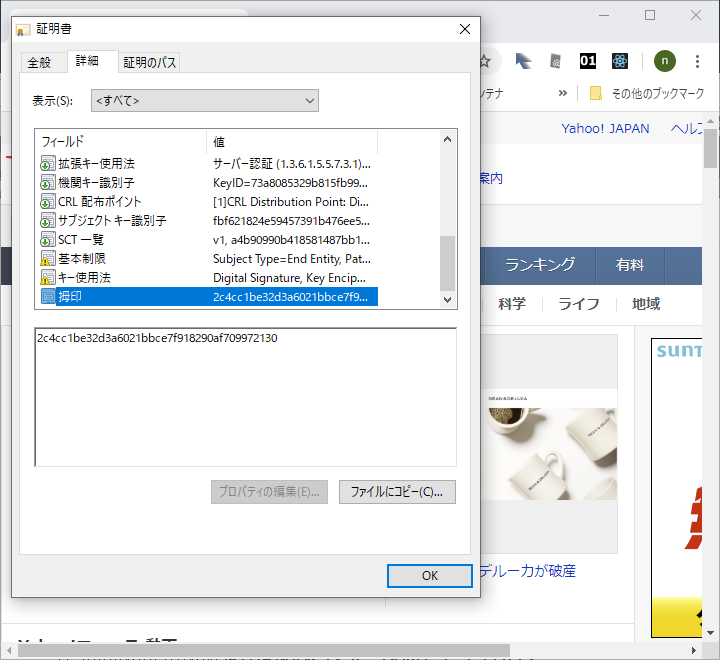 証明書
全般
詳細
証明のパス
表示(S):
<すべて>
フィールド 値
拡張キー使用法 サーバー認証 (1.3.6.1.5.5.7.3.1)...
機関キー識別子 KeyID=73a8085329b815fb99...
CRL 配布ポイント [1]CRL Distribution Point: Di...
サブジェクト キー識別子 fbf621824e59457391b476ee5...
SCT 一覧 v1, a4b90990b418581487bb1...
基本制限 Subject Type=End Entity, Pat...
キー使用法 Digital Signature, Key Encip...
拇印 2c4cc1be32d3a6021bbce7f9...
2c4cc1be32d3a6021bbce7f918290af709972130
プロパティの編集(E)...
ファイルにコピー(C)...
OK
01
n
ンテナ
»
その他のブックマーク
Yahoo! JAPAN
ヘルプ
案内
ランキング
有料
科学
ライフ
地域
DEAN & DELUCA
デルーカが破産